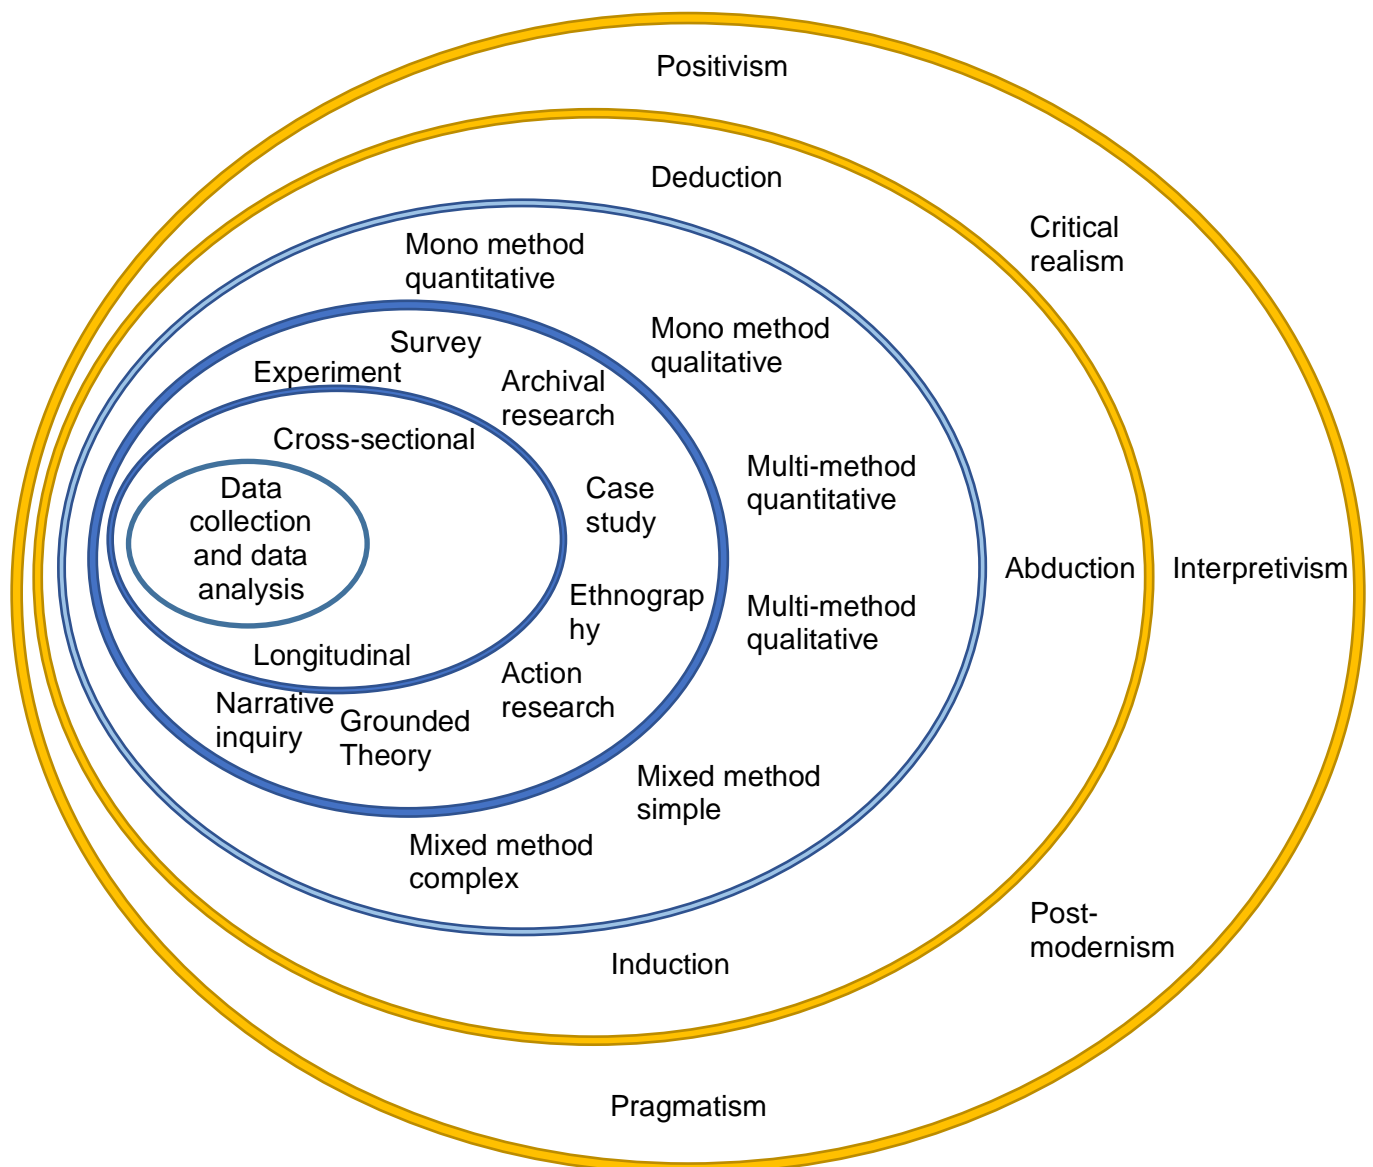 Positivism
Deduction
Critical
realism
Mono method
quantitative
Mono method
qualitative
Survey
Experiment
Archival
research
Cross-sectional
Multi-method
quantitative
Data
collection
and data
analysis
Case
study
Abduction
Interpretivism
Ethnograp
hy
Multi-method
qualitative
Longitudinal
Action
research
Narrative
inquiry
Grounded
Theory
Mixed method
simple
Mixed method
complex
Post-
modernism
Induction
Pragmatism